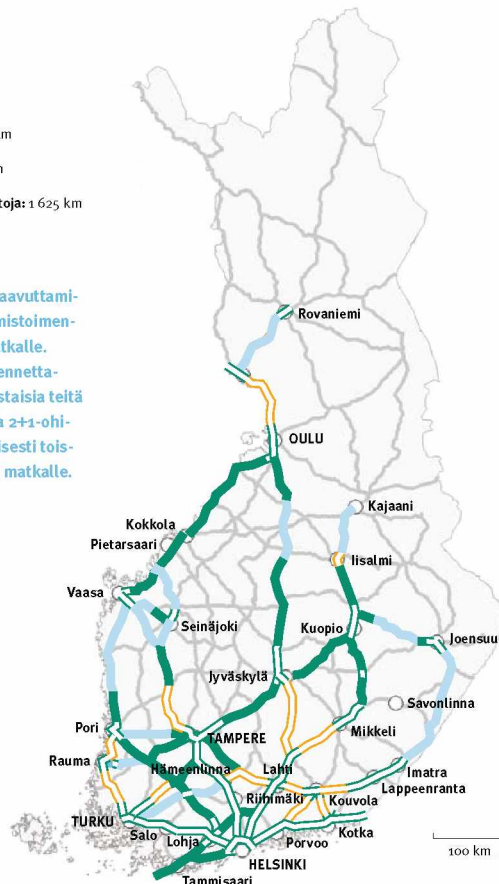 m
toja: 1 625 km
aavuttami-
mistoimen-
tkalle.
ennetta-
staisia teitä
a 2+1-ohi-
isesti tois-
matkalle.
Rovaniemi
OULU
Kajaani
Kokkola
Pietarsaari
Iisalmi
Vaasa
Seinäjoki
Kuopio
Joensuu
Jyväskylä
Savonlinna
Pori
TAMPERE
Mikkeli
Rauma
Hämeenlinna
Lahti
Imatra
Lappeenranta
Riihimäki
Kouvola
TURKU
Salo
Lohja
Porvoo
Kotka
HELSINKI
Tammisaari
100 km